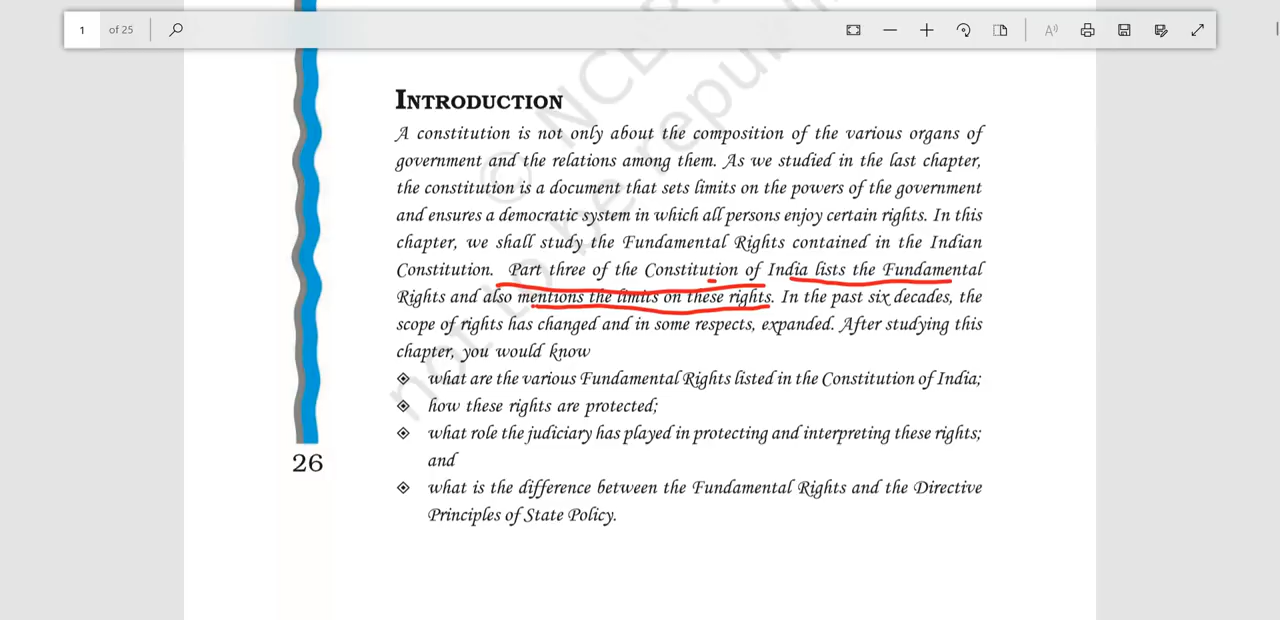 1 of 25
INTRODUCTION
A constitution is not only about the composition of the various organs of
government and the relations among them. As we studied in the last chapter,
the constitution is a document that sets limits on the powers of the government
and ensures a democratic system in which all persons enjoy certain rights. In this
chapter, we shall study the Fundamental Rights contained in the Indian
Constitution. Part three of the Constitution of India lists the Fundamental
Rights and also mentions the limits on these rights. In the past six decades, the
scope of rights has changed and in some respects, expanded. After studying this
chapter, you would know
what are the various Fundamental Rights listed in the Constitution of India;
how these rights are protected;
what role the judiciary has played in protecting and interpreting these rights;
and
what is the difference between the Fundamental Rights and the Directive
Principles of State Policy.
26
© NCER
not to be republi